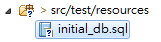 > src/test/resources
initial_db.sql